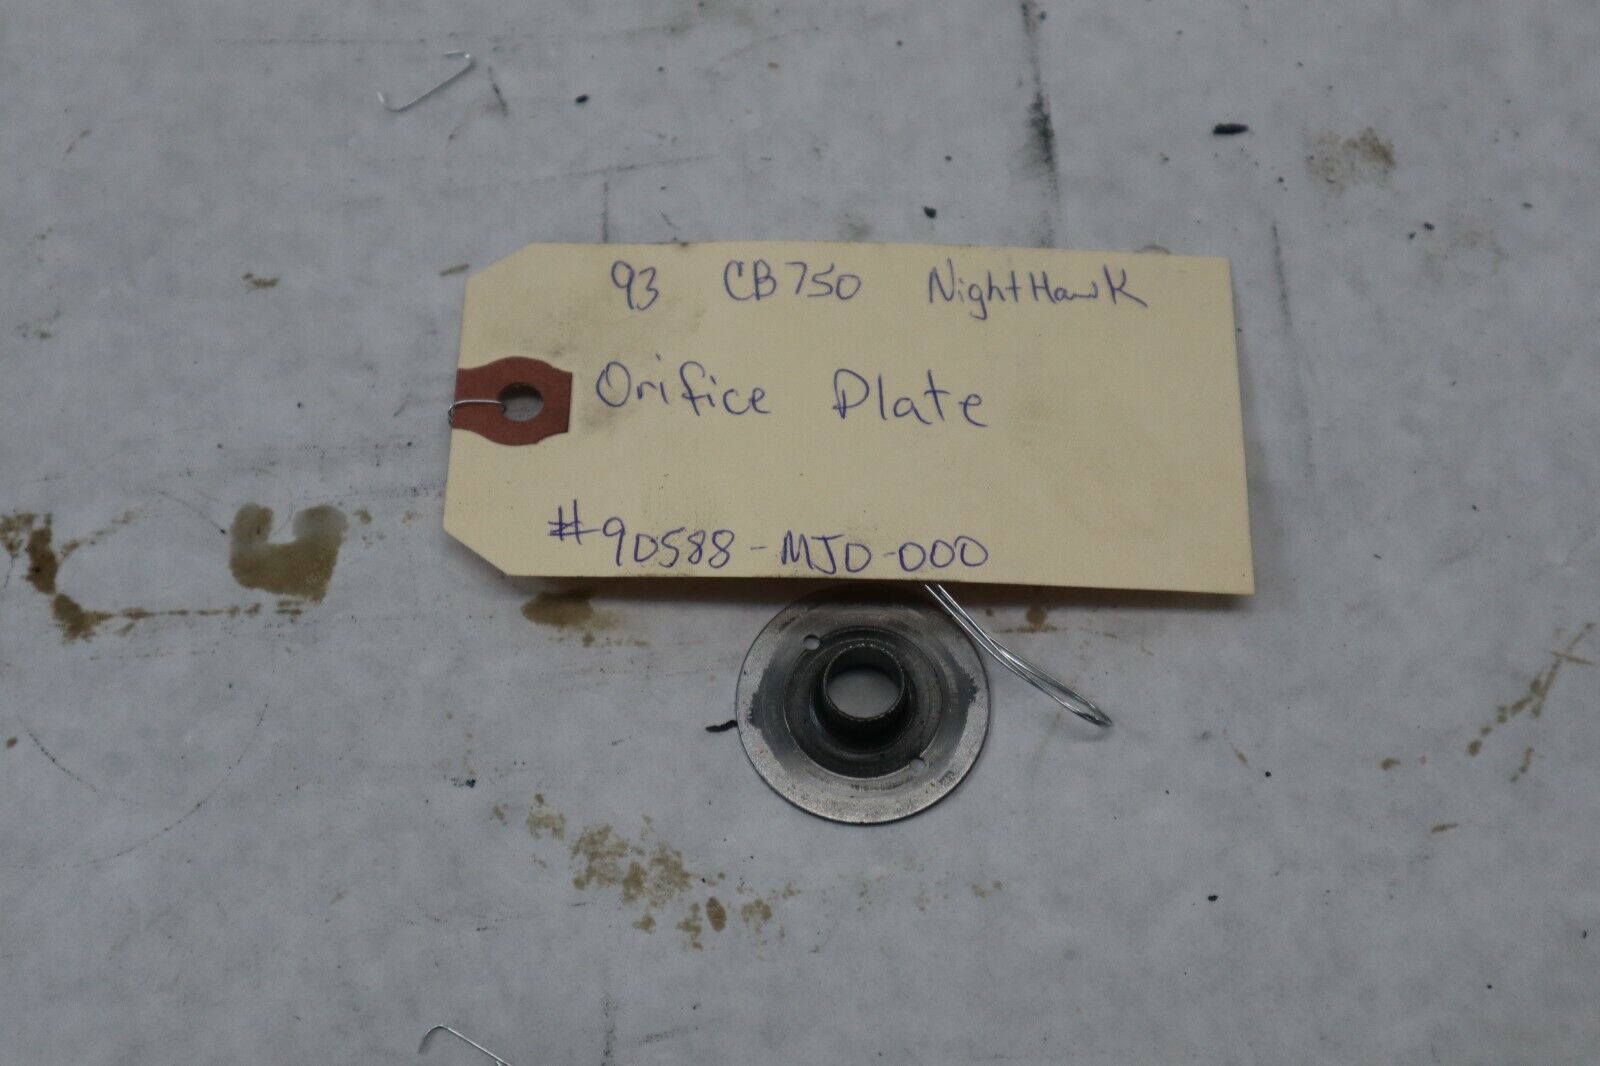 93 CB750 NightHawk
Orifice Plate
#90588-MJ0-000